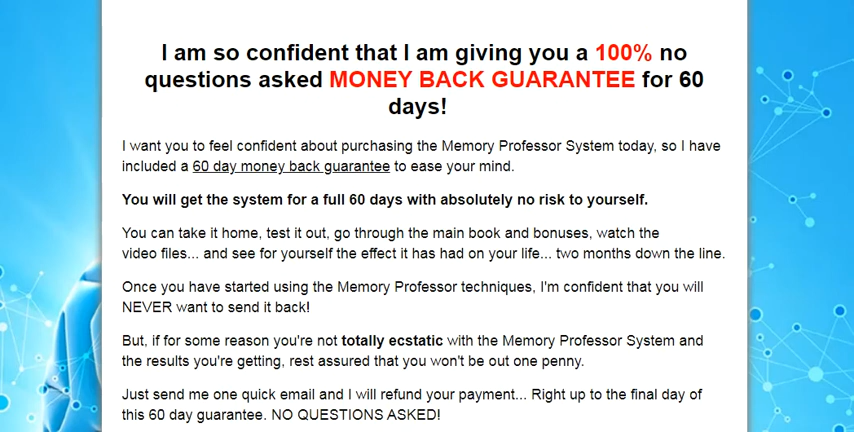 I am so confident that I am giving you a 100% no
questions asked MONEY BACK GUARANTEE for 60
days!
I want you to feel confident about purchasing the Memory Professor System today, so I have
included a 60 day money back guarantee to ease your mind.
You will get the system for a full 60 days with absolutely no risk to yourself.
You can take it home, test it out, go through the main book and bonuses, watch the
video files... and see for yourself the effect it has had on your life... two months down the line.
Once you have started using the Memory Professor techniques, I'm confident that you will
NEVER want to send it back!
But, if for some reason you're not totally ecstatic with the Memory Professor System and
the results you're getting, rest assured that you won't be out one penny.
Just send me one quick email and I will refund your payment... Right up to the final day of
this 60 day guarantee. NO QUESTIONS ASKED!